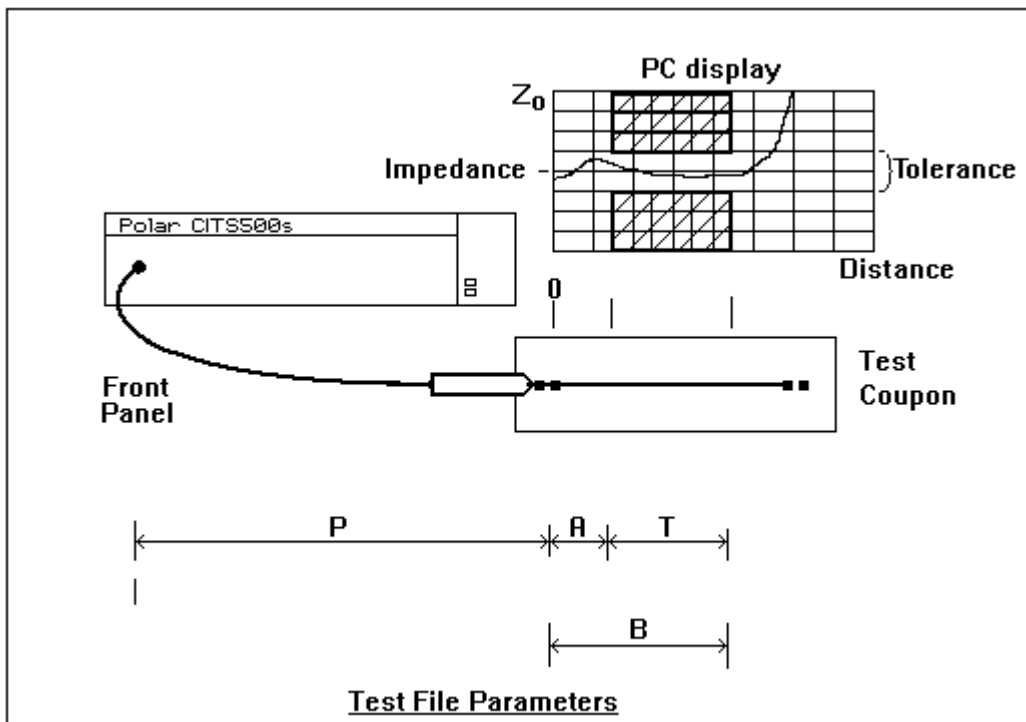 PC display
Z0
Impedance
Tolerance
Polar CITS500s
Distance
0
Front
Panel
Test
Coupon
P
A
T
B
Test File Parameters